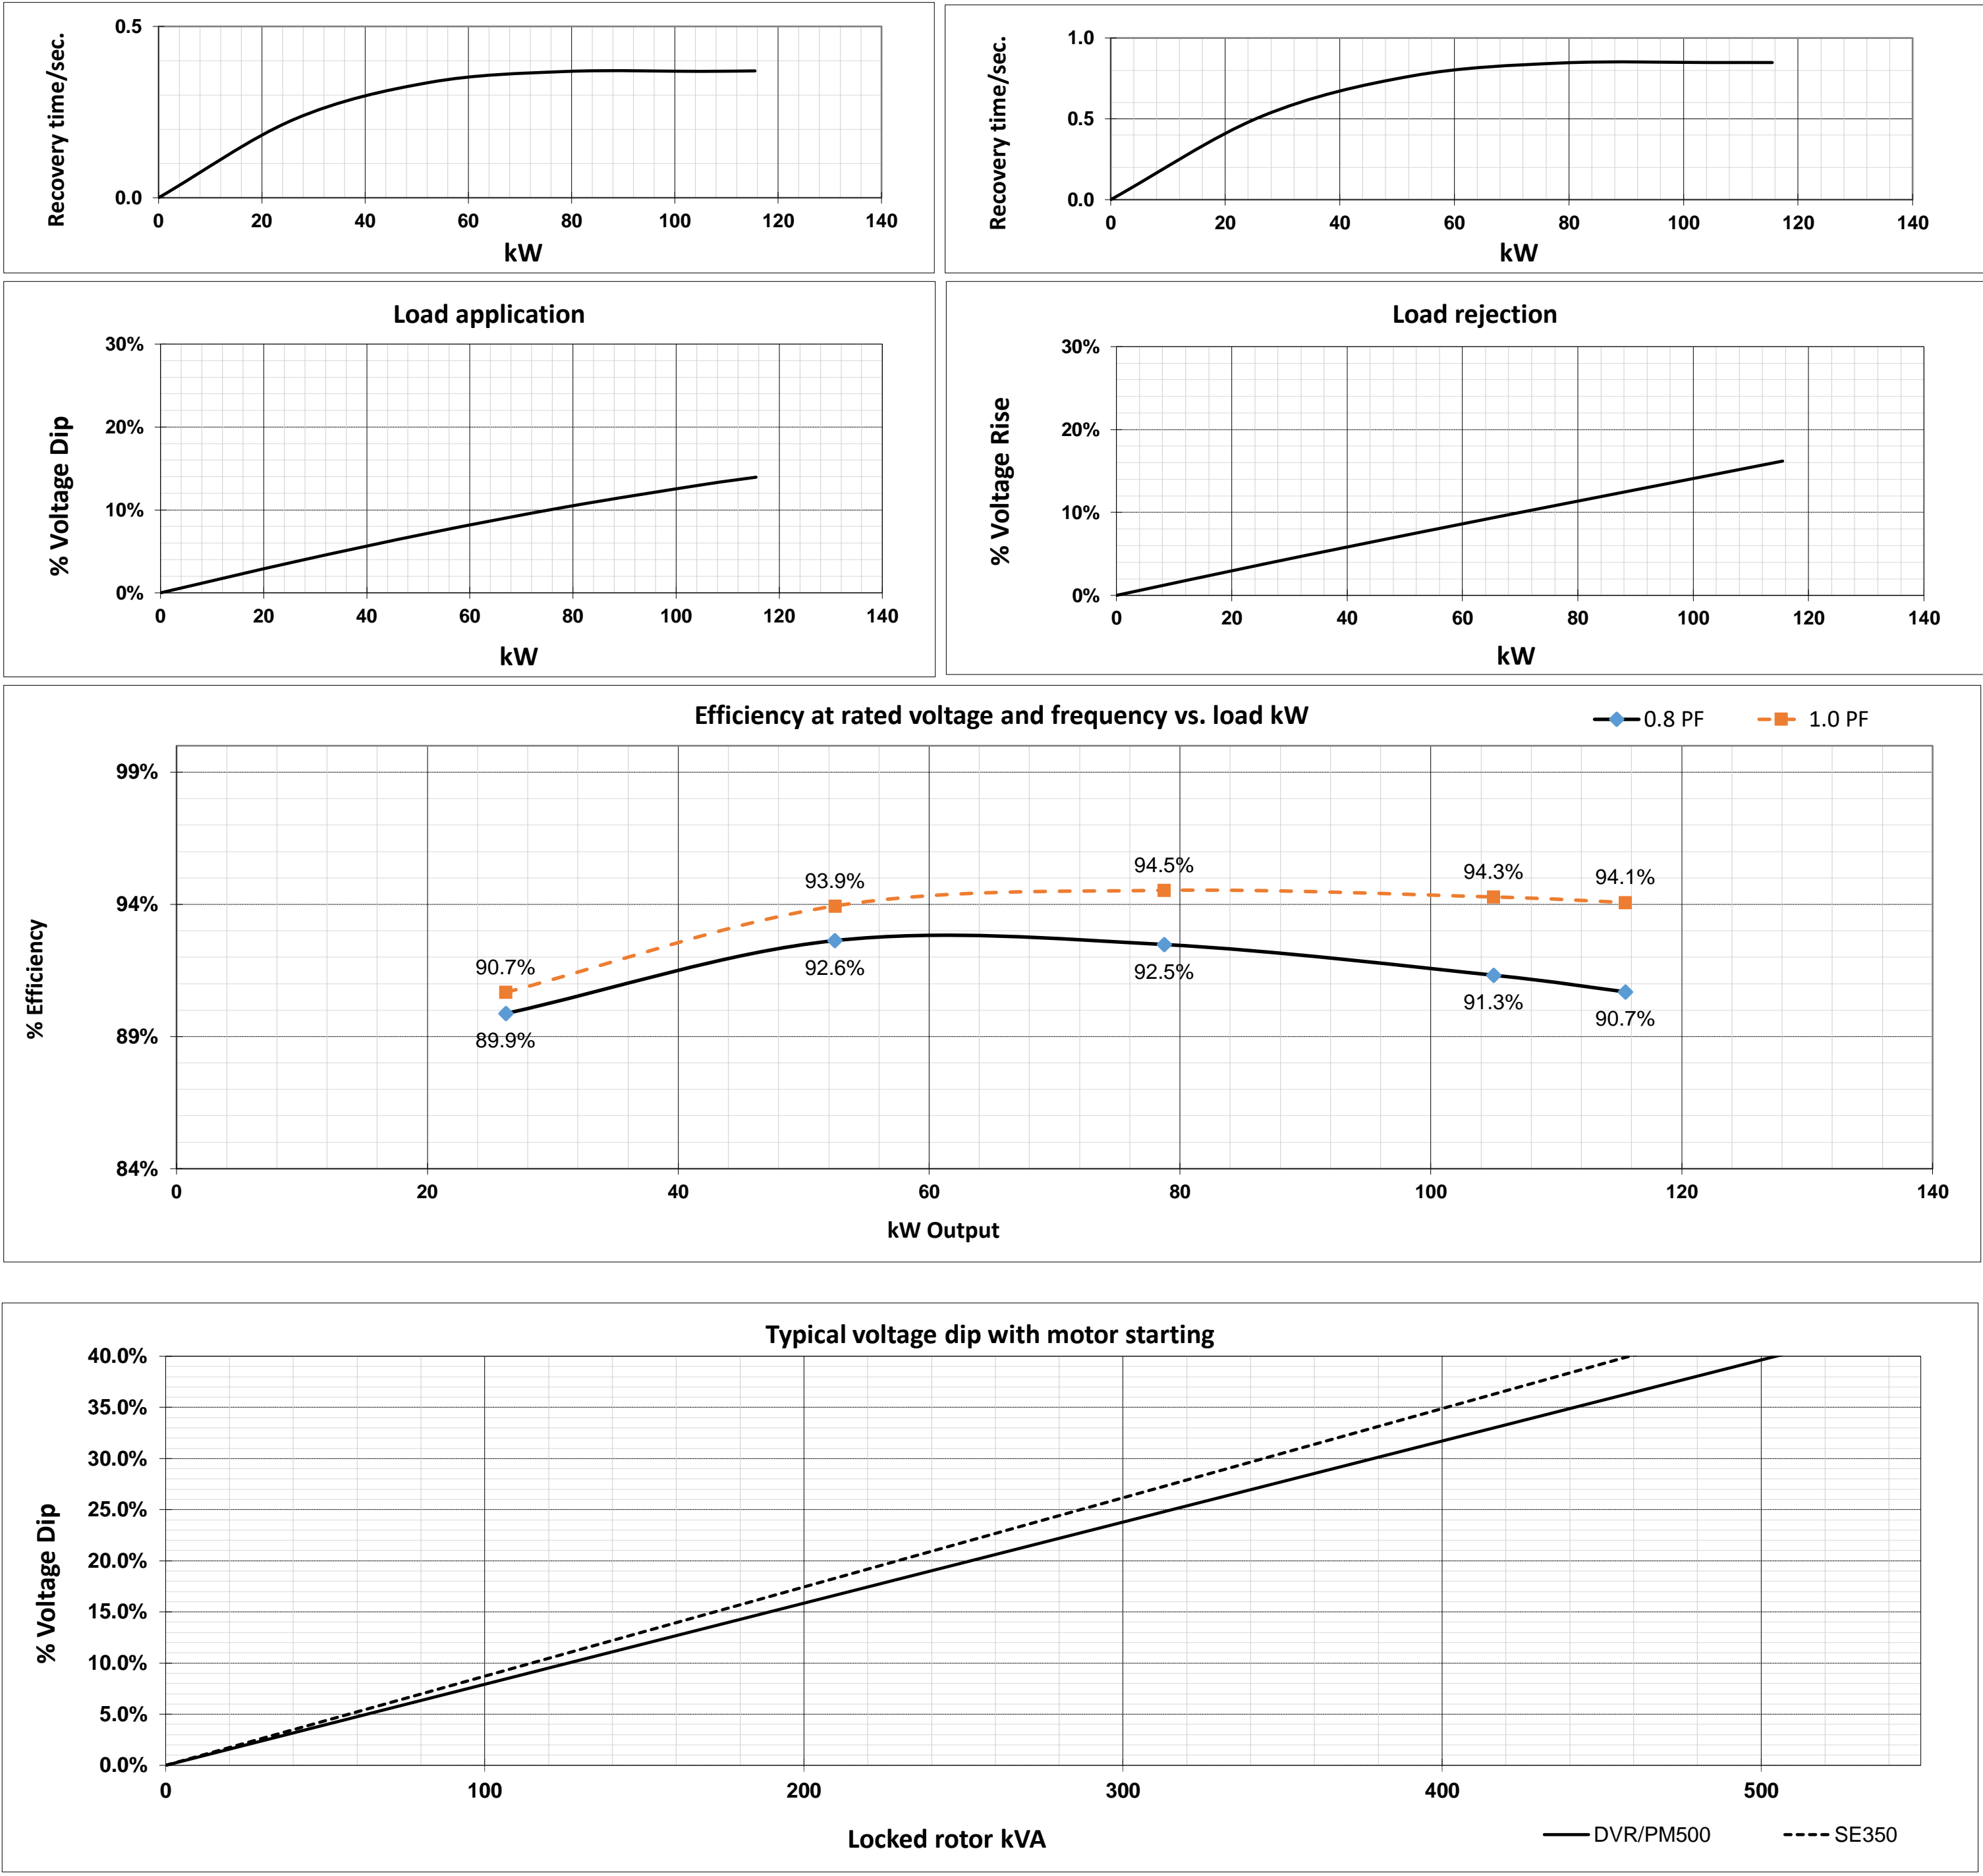 Recovery time/sec.
0.5
0.0
0 20 40 60 80 100 120 140
kW
Recovery time/sec.
1.0
0.5
0.0
0 20 40 60 80 100 120 140
kW
Load application
% Voltage Dip
30%
20%
10%
0%
0 20 40 60 80 100 120 140
kW
Load rejection
% Voltage Rise
30%
20%
10%
0%
0 20 40 60 80 100 120 140
kW
Efficiency at rated voltage and frequency vs. load kW
0.8 PF
1.0 PF
% Efficiency
99%
94%
89%
84%
90.7%
93.9%
94.5%
94.3%
94.1%
89.9%
92.6%
92.5%
91.3%
90.7%
0 20 40 60 80 100 120 140
kW Output
Typical voltage dip with motor starting
% Voltage Dip
40.0%
35.0%
30.0%
25.0%
20.0%
15.0%
10.0%
5.0%
0.0%
0 100 200 300 400 500
Locked rotor kVA
DVR/PM500
SE350